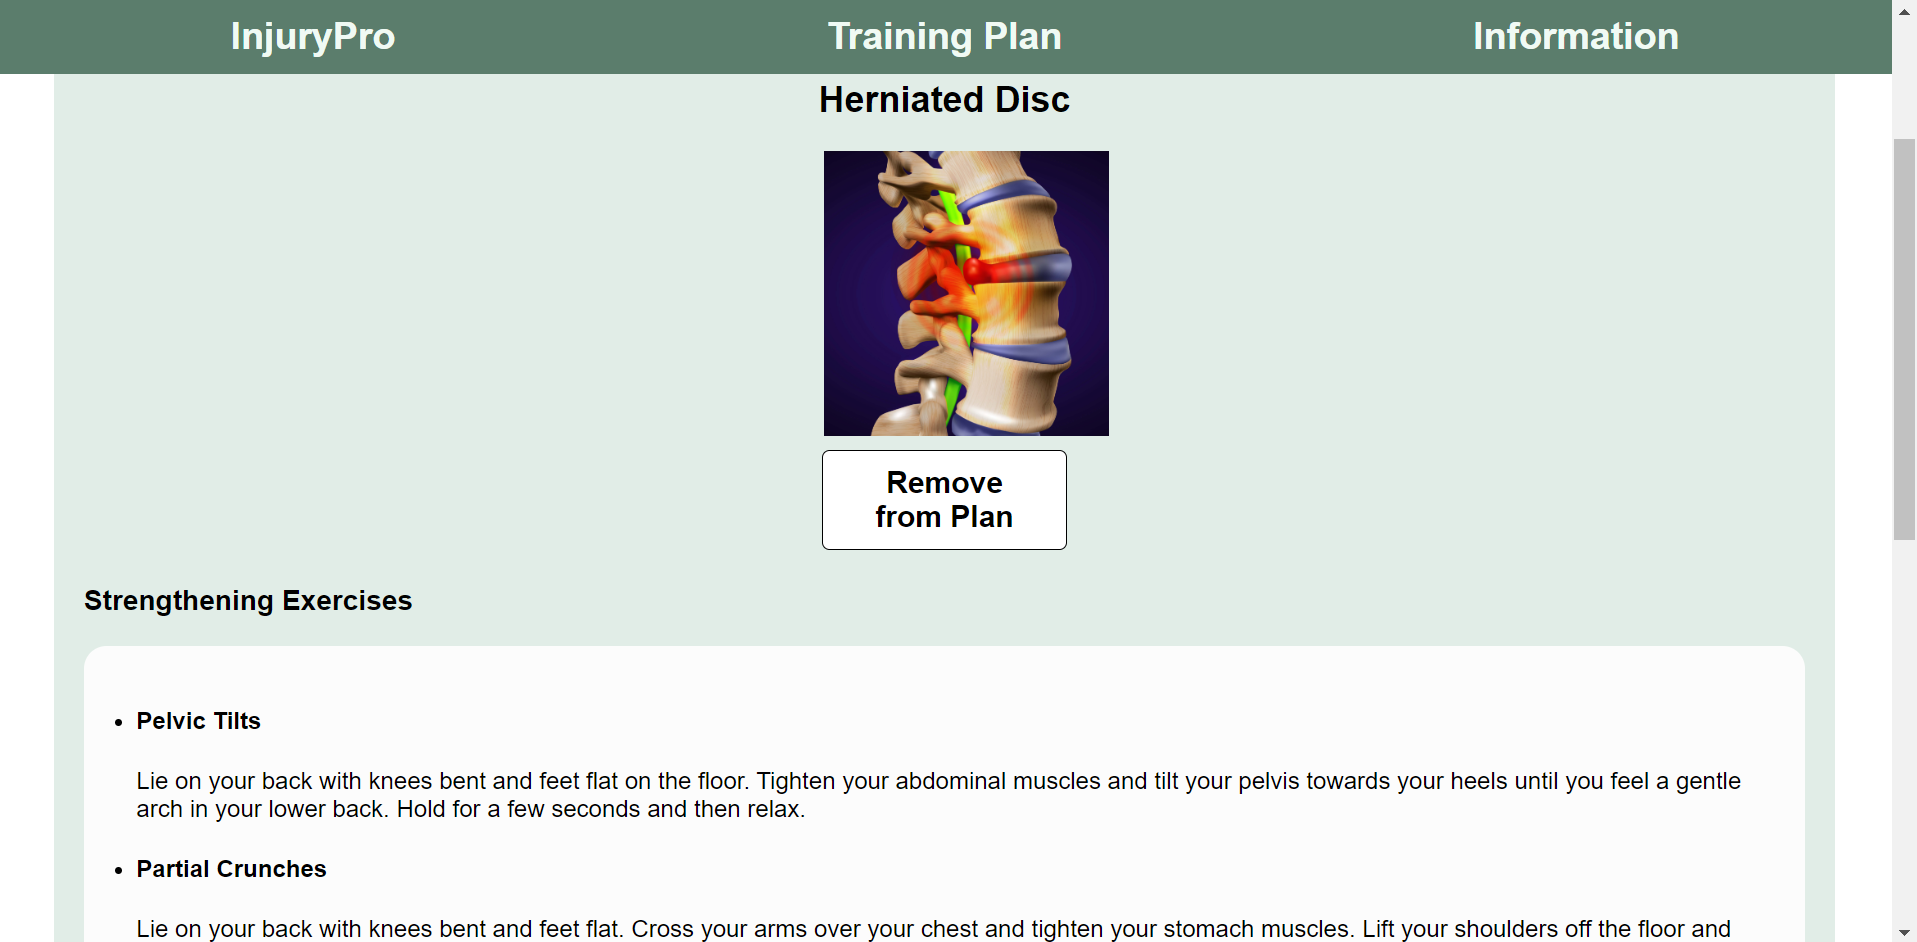 InjuryPro Training Plan Information
Herniated Disc
Remove
from Plan
Strengthening Exercises
Pelvic Tilts
Lie on your back with knees bent and feet flat on the floor. Tighten your abdominal muscles and tilt your pelvis towards your heels until you feel a gentle
arch in your lower back. Hold for a few seconds and then relax.
Partial Crunches
Lie on your back with knees bent and feet flat. Cross your arms over your chest and tighten your stomach muscles. Lift your shoulders off the floor and